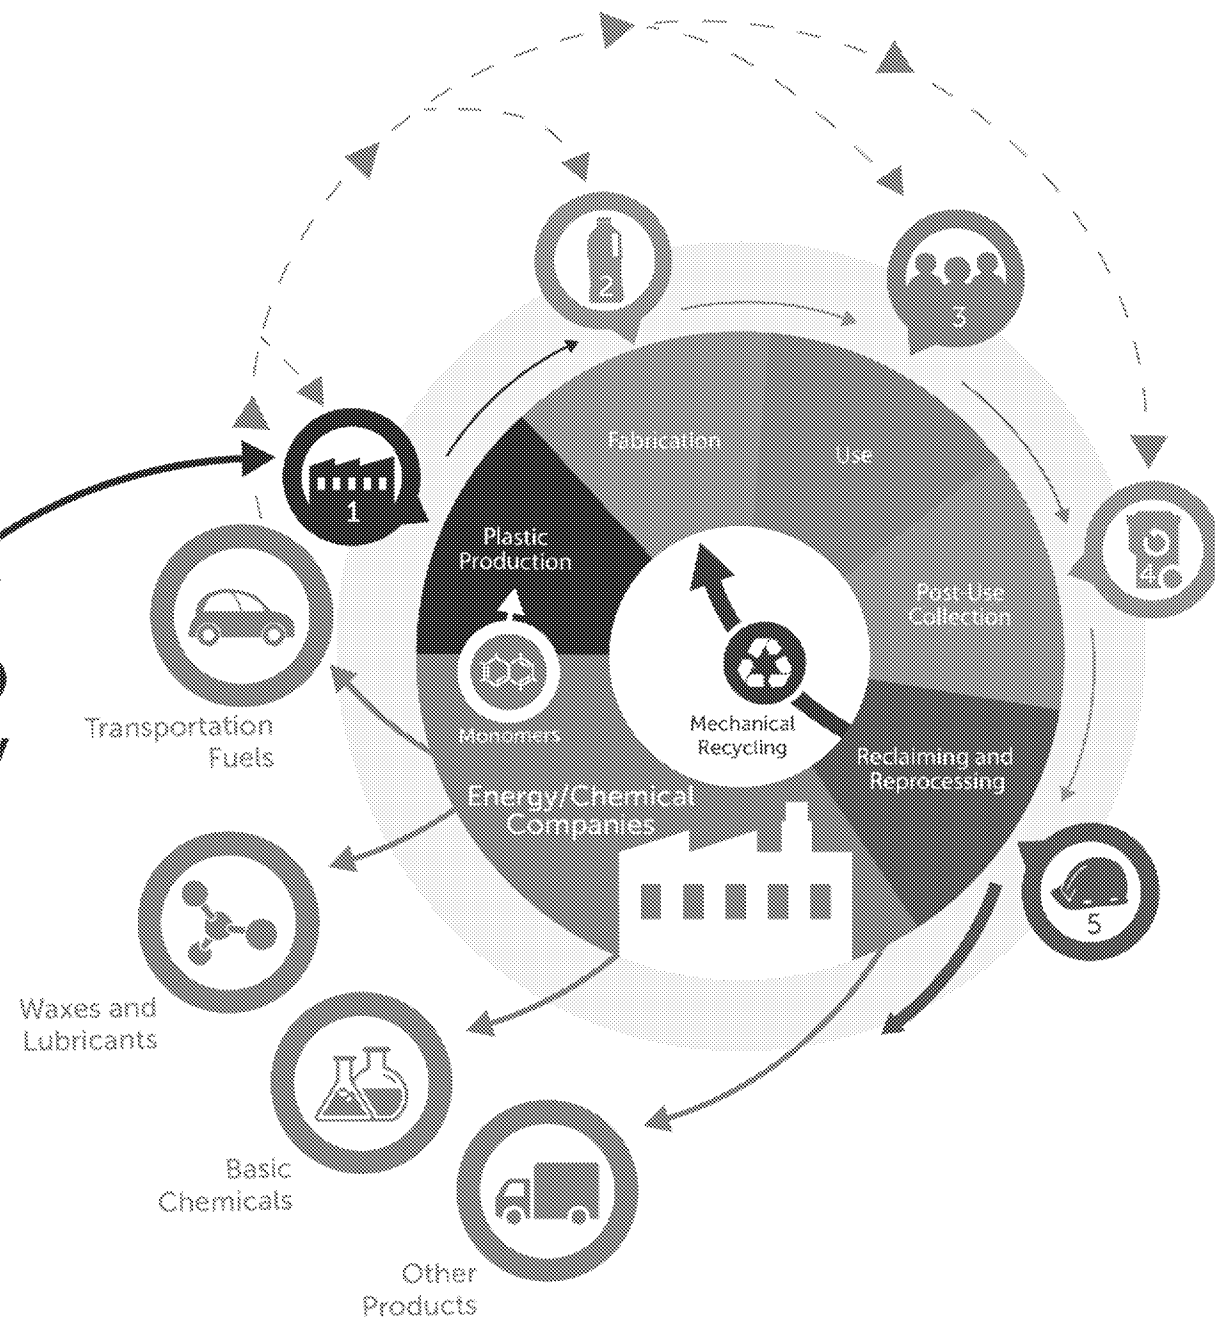 2
3
Fabrication
Use
1
Plastic
Production
4
Post Use
Collection
Monomers
Mechanical
Recycling
Transportation
Fuels
Reclaiming and
Reprocessing
Energy/Chemical
Companies
5
Waxes and
Lubricants
Basic
Chemicals
Other
Products